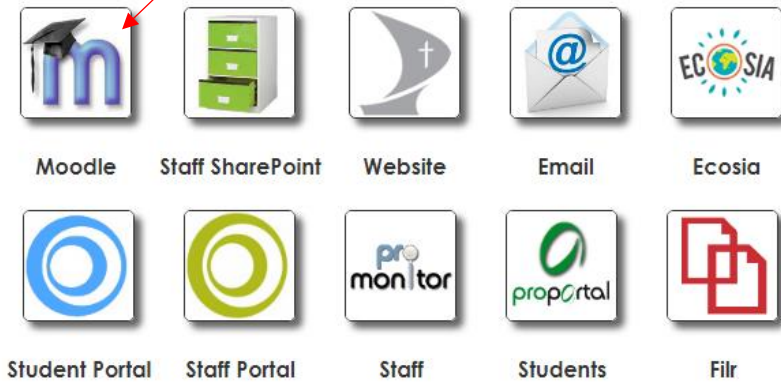 m
@
ECOSIA
Moodle Staff SharePoint Website Email Ecosia
pro
monitor
proportal
Student Portal Staff Portal Staff Students Filr